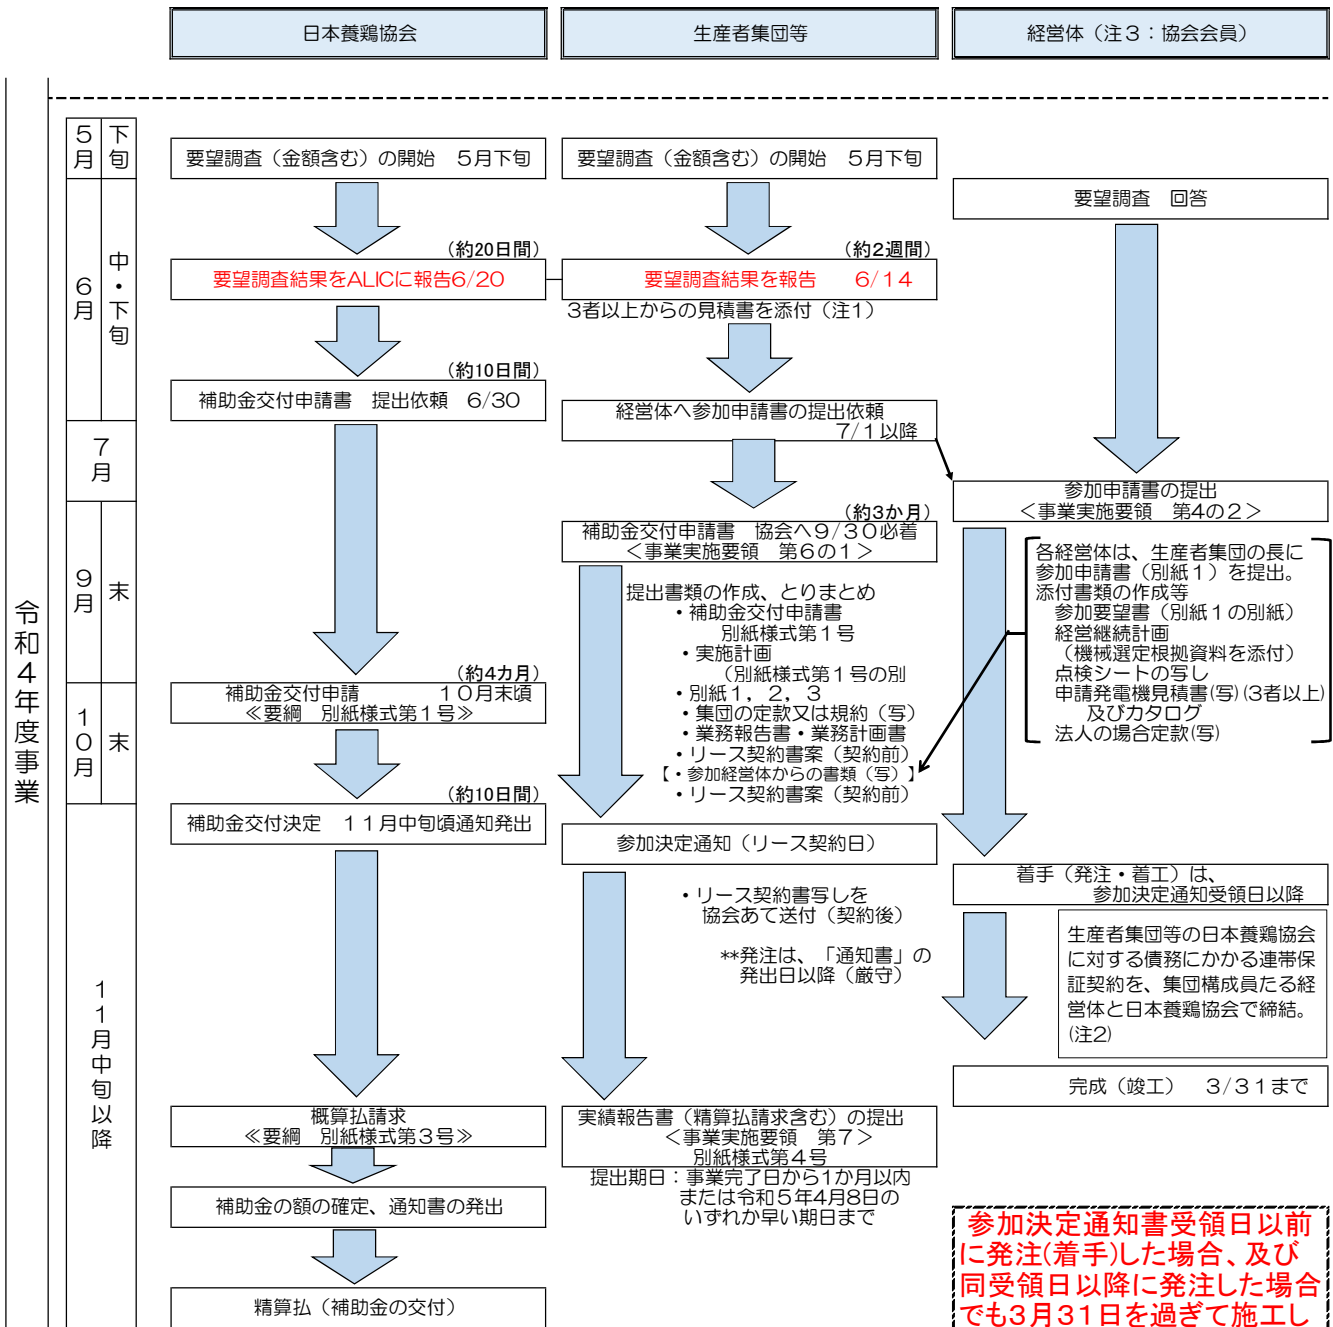 日本養鶏協会
生産者集団等
経営体（注３：協会会員）
令和４年度事業
５月
下旬
６月
中・下旬
７月
９月
末
１０月
末
１１月中旬以降
要望調査（金額含む）の開始　５月下旬
(約20日間)
要望調査結果をALICに報告6/20
(約10日間)
補助金交付申請書　提出依頼　6/30
(約4カ月)
補助金交付申請　　　１０月末頃
≪要綱　別紙様式第１号≫
(約10日間)
補助金交付決定　１１月中旬頃通知発出
概算払請求
≪要綱　別紙様式第３号≫
補助金の額の確定、通知書の発出
精算払（補助金の交付）
要望調査（金額含む）の開始　５月下旬
(約2週間)
要望調査結果を報告　　6/14
３者以上からの見積書を添付（注1）
経営体へ参加申請書の提出依頼
7/１以降
(約3か月)
補助金交付申請書　協会へ９/３０必着
＜事業実施要領　第６の１＞
提出書類の作成、とりまとめ
・補助金交付申請書
別紙様式第１号
・実施計画
（別紙様式第１号の別
・別紙１，２，３
・集団の定款又は規約（写）
・業務報告書・業務計画書
・リース契約書案（契約前）
【・参加経営体からの書類（写）】
・リース契約書案（契約前）
参加決定通知（リース契約日）
・リース契約書写しを
協会あて送付（契約後）
**発注は、「通知書」の
発出日以降（厳守）
実績報告書（精算払請求含む）の提出
＜事業実施要領　第７＞
別紙様式第４号
提出期日：事業完了日から1か月以内
または令和５年４月８日の
いずれか早い期日まで
要望調査　回答
参加申請書の提出
＜事業実施要領　第４の２＞
各経営体は、生産者集団の長に
参加申請書（別紙１）を提出。
添付書類の作成等
参加要望書（別紙１の別紙）
経営継続計画
（機械選定根拠資料を添付）
点検シートの写し
申請発電機見積書(写)(3者以上)
及びカタログ
法人の場合定款(写)
着手（発注・着工）は、
参加決定通知受領日以降
生産者集団等の日本養鶏協会
に対する債務にかかる連帯保
証契約を、集団構成員たる経
営体と日本養鶏協会で締結。
(注2)
完成（竣工）　3/31まで
参加決定通知書受領日以前
に発注(着手)した場合、及び
同受領日以降に発注した場合
でも3月31日を過ぎて施工し